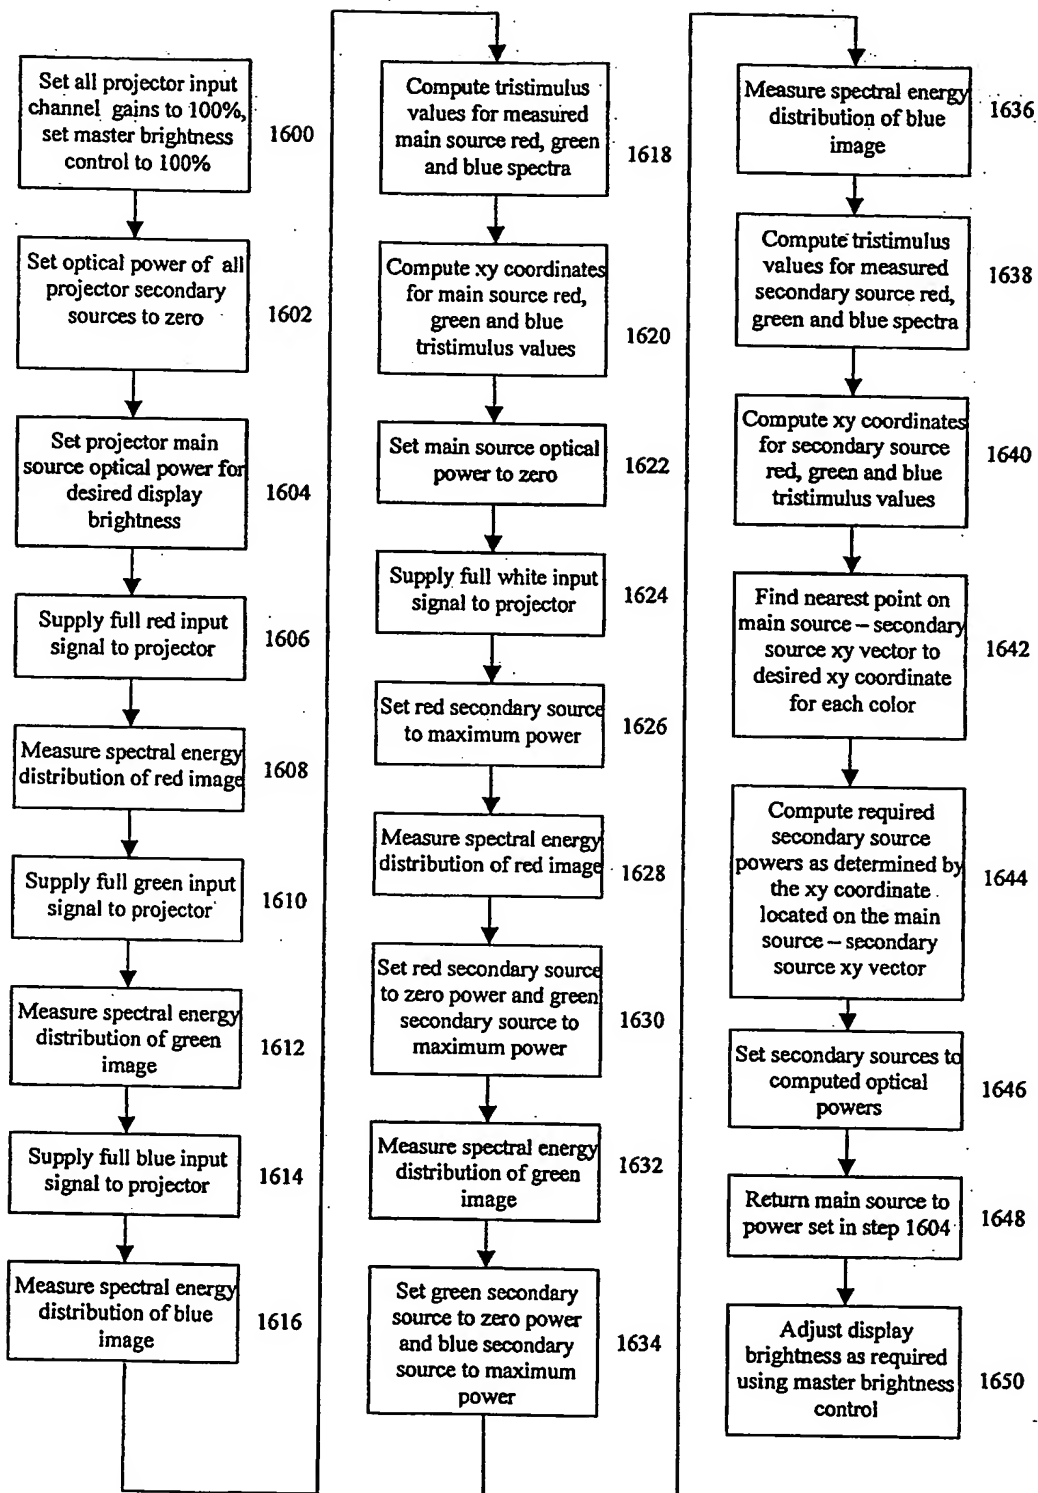 Set all projector input
channel gains to 100%,
set master brightness
control to 100%
1600
Set optical power of all
projector secondary
sources to zero
1602
Set projector main
source optical power for
desired display
brightness
1604
Supply full red input
signal to projector
1606
Measure spectral energy
distribution of red image
1608
Supply full green input
signal to projector
1610
Measure spectral energy
distribution of green
image
1612
Supply full blue input
signal to projector
1614
Measure spectral energy
distribution of blue
image
1616
Compute tristimulus
values for measured
main source red, green
and blue spectra
1618
Compute xy coordinates
for main source red,
green and blue
tristimulus values
1620
Set main source optical
power to zero
1622
Supply full white input
signal to projector
1624
Set red secondary source
to maximum power
1626
Measure spectral energy
distribution of red image
1628
Set red secondary source
to zero power and green
secondary source to
maximum power
1630
Measure spectral energy
distribution of green
image
1632
Set green secondary
source to zero power
and blue secondary
source to maximum
power
1634
Measure spectral energy
distribution of blue
image
1636
Compute tristimulus
values for measured
secondary source red,
green and blue spectra
1638
Compute xy coordinates
for secondary source
red, green and blue
tristimulus values
1640
Find nearest point on
main source – secondary
source xy vector to
desired xy coordinate
for each color
1642
Compute required
secondary source
powers as determined by
the xy coordinate
located on the main
source – secondary
source xy vector
1644
Set secondary sources to
computed optical
powers
1646
Return main source to
power set in step 1604
1648
Adjust display
brightness as required
using master brightness
control
1650